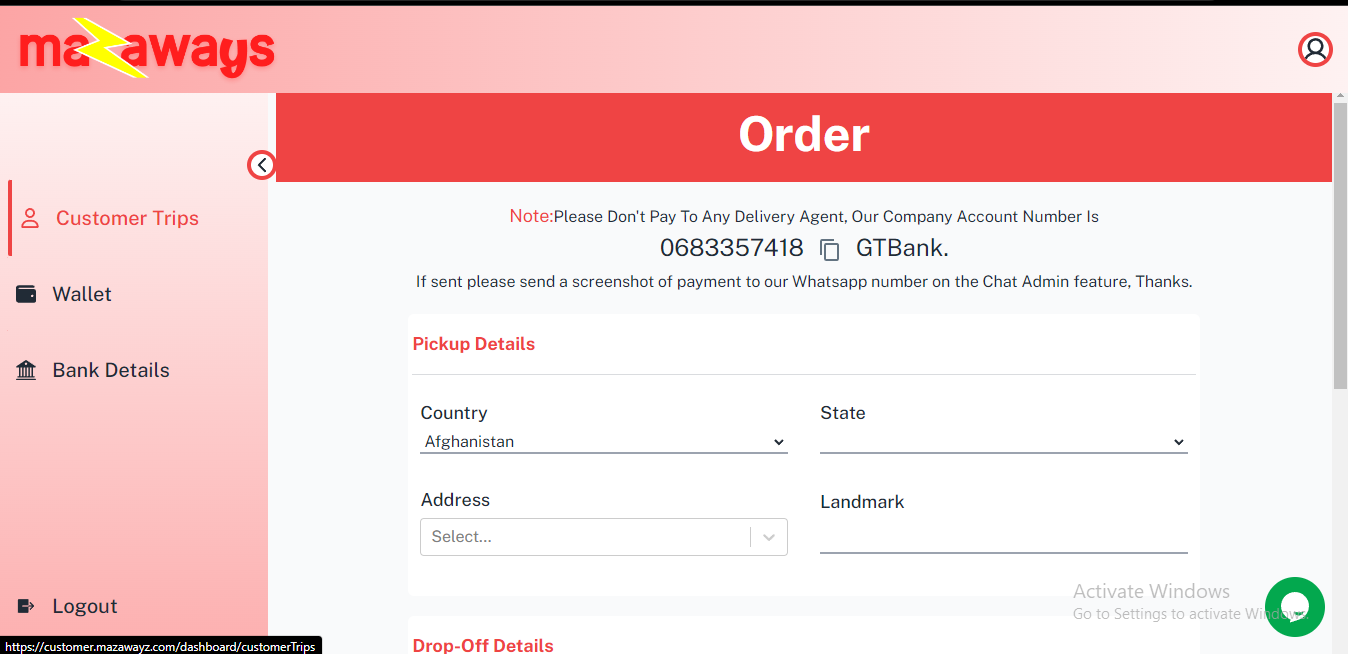 mazaways
Order
Customer Trips
Wallet
Bank Details
Logout
Note:Please Don't Pay To Any Delivery Agent, Our Company Account Number Is
0683357418 GTBank.
If sent please send a screenshot of payment to our Whatsapp number on the Chat Admin feature, Thanks.
Pickup Details
Country State
Afghanistan
Address Landmark
Select...
Drop-Off Details
Activate Windows
Go to Settings to activate Windows.
https://customer.mazawayz.com/dashboard/customerTrips